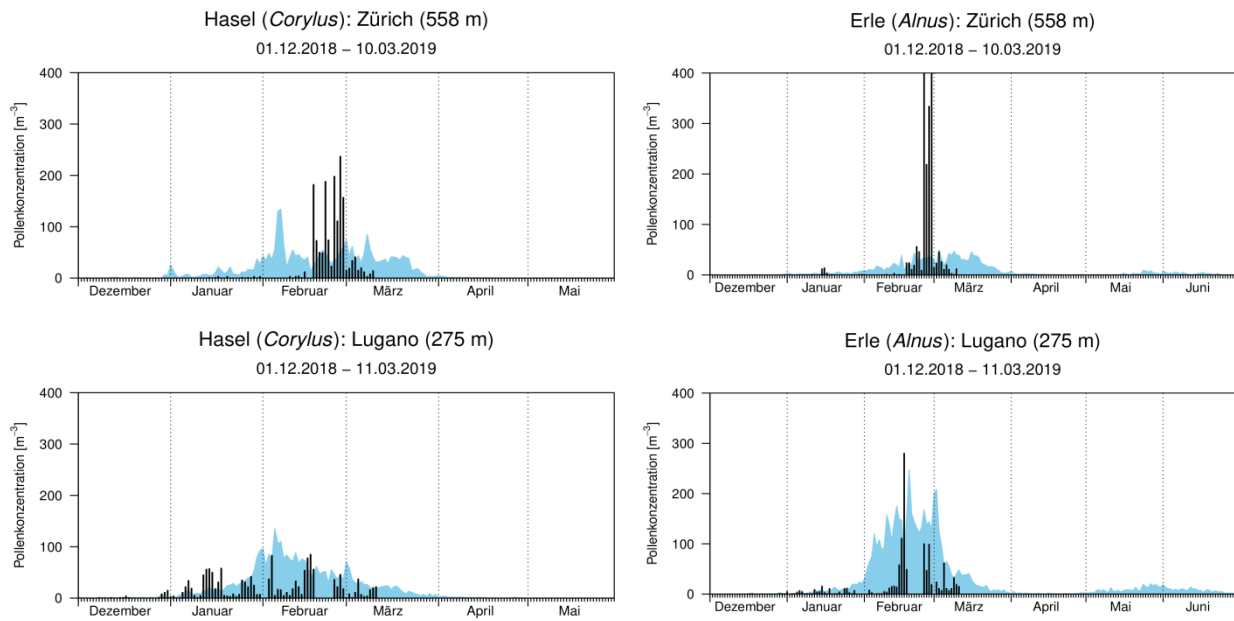 Hasel (Corylus): Zürich (558 m)
01.12.2018 – 10.03.2019
Pollenkonzentration [m⁻³]
400
300
200
100
0
Dezember Januar Februar März April Mai
Erle (Alnus): Zürich (558 m)
01.12.2018 – 10.03.2019
Pollenkonzentration [m⁻³]
400
300
200
100
0
Dezember Januar Februar März April Mai Juni
Hasel (Corylus): Lugano (275 m)
01.12.2018 – 11.03.2019
Pollenkonzentration [m⁻³]
400
300
200
100
0
Dezember Januar Februar März April Mai
Erle (Alnus): Lugano (275 m)
01.12.2018 – 11.03.2019
Pollenkonzentration [m⁻³]
400
300
200
100
0
Dezember Januar Februar März April Mai Juni